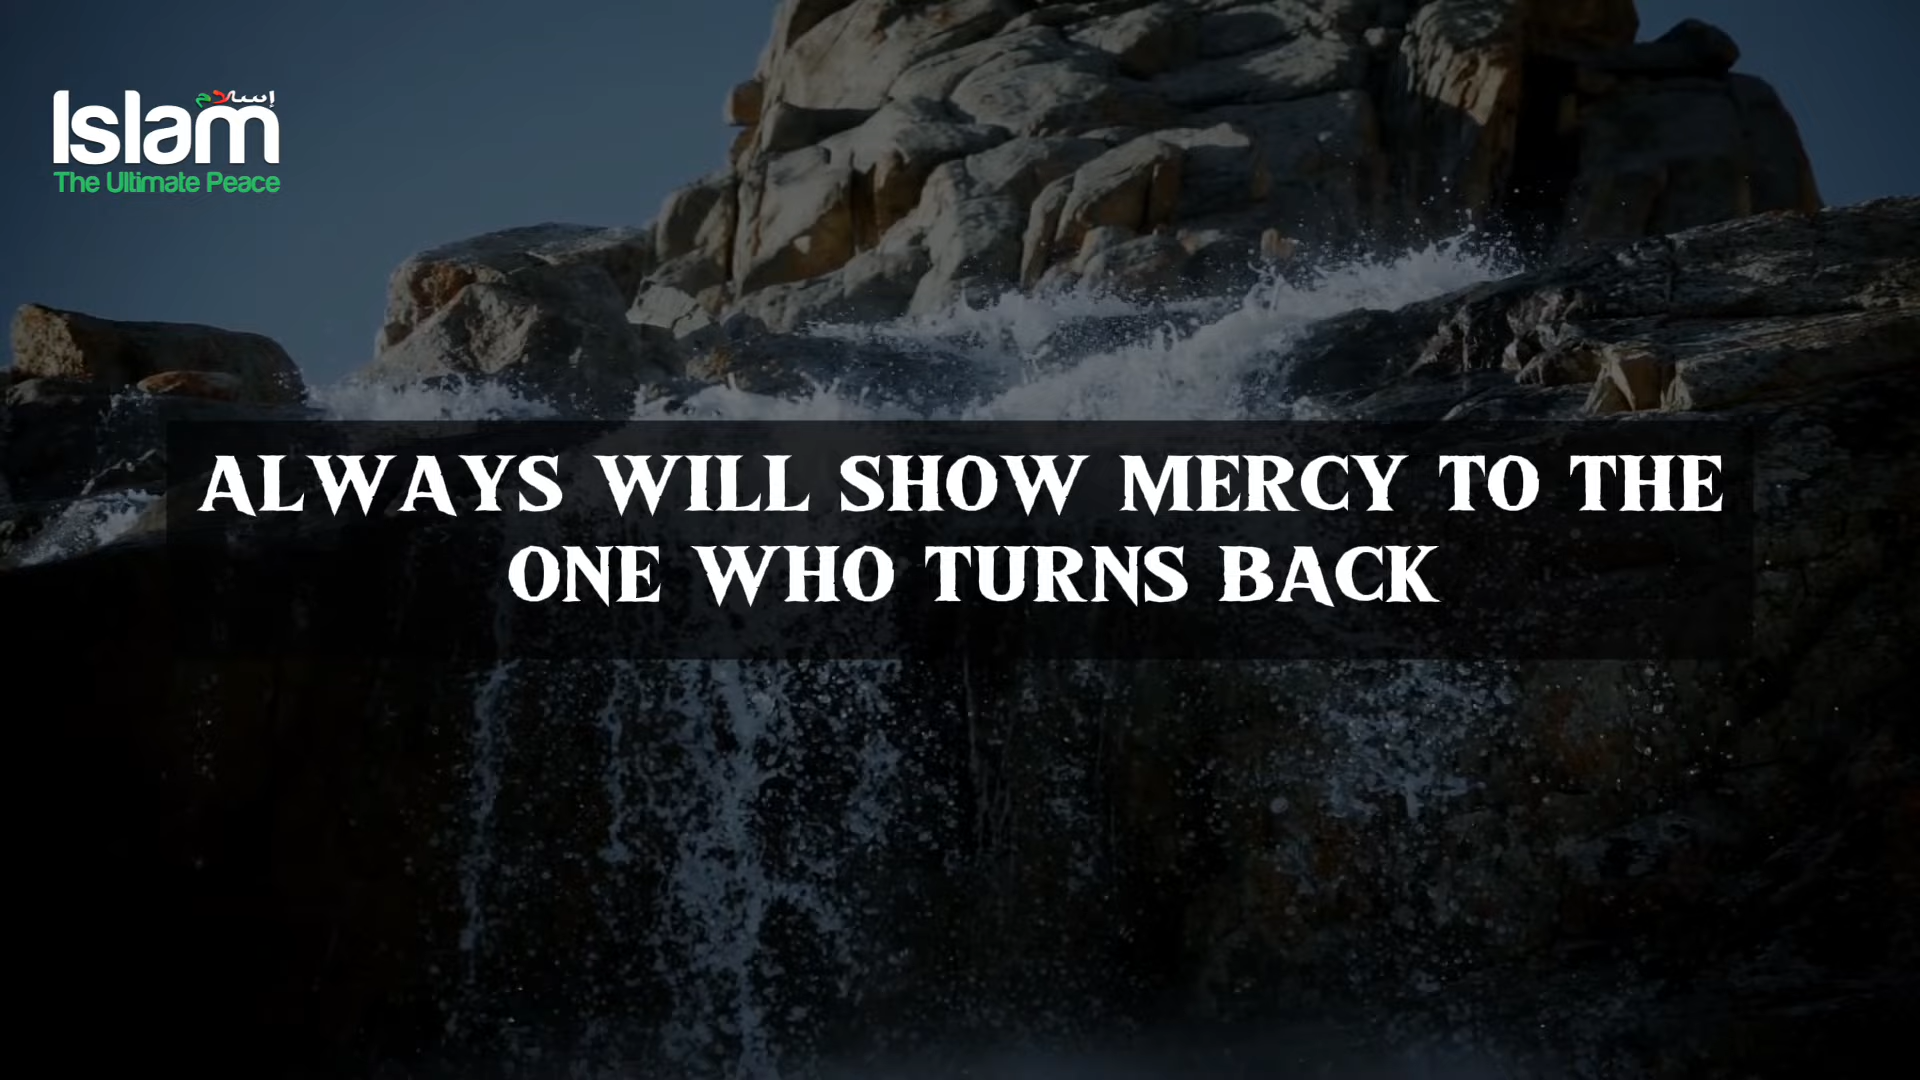 إسلام
Islam
The Ultimate Peace
ALWAYS WILL SHOW MERCY TO THE
ONE WHO TURNS BACK